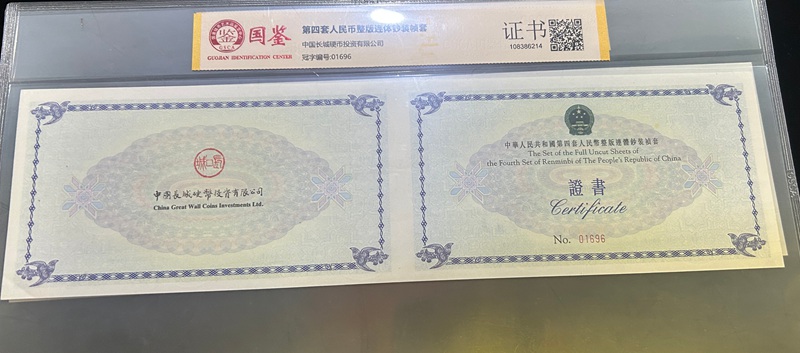 国鉴
GUOJIAN IDENTIFICATION CENTER
第四套人民币整版连体钞装帧套
中国长城硬币投资有限公司
冠字编号:01696
证书
108386214
中國長城硬幣投資有限公司
China Great Wall Coins Investments Ltd.
中華人民共和國第四套人民幣整版連體鈔裝幀套
The Set of the Full Uncut Sheets of
the Fourth Set of Renminbi of The People's Republic of China
證書
Certificate
No. 01696